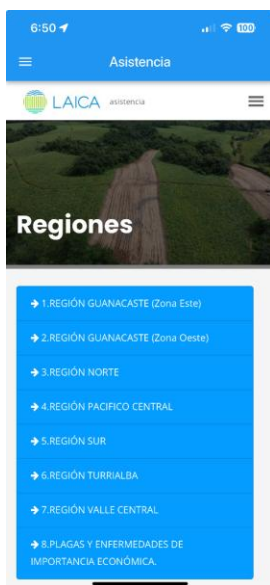 6:50
100
Asistencia
LAICA asistencia
Regiones
1.REGIÓN GUANACASTE (Zona Este)
2.REGIÓN GUANACASTE (Zona Oeste)
3.REGIÓN NORTE
4.REGIÓN PACIFICO CENTRAL
5.REGIÓN SUR
6.REGIÓN TURRIALBA
7.REGIÓN VALLE CENTRAL
8.PLAGAS Y ENFERMEDADES DE
IMPORTANCIA ECONÓMICA.